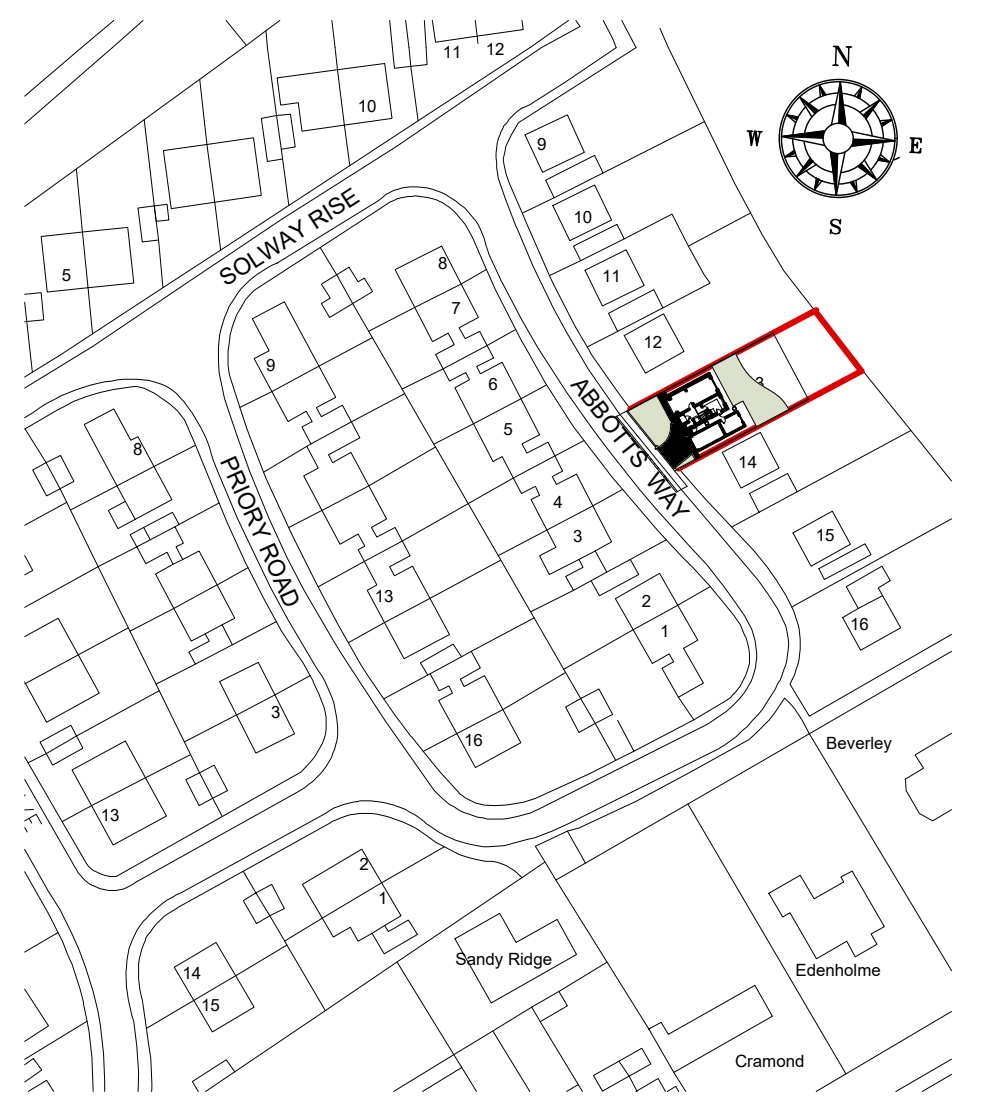 11
12
N
10
W
E
9
S
SOLWAY RISE
10
5
8
11
7
12
9
6
ABBOTTS WAY
5
8
14
PRIORY ROAD
4
15
3
13
2
16
1
3
16
Beverley
13
2
1
Sandy Ridge
14
Edenholme
15
Cramond